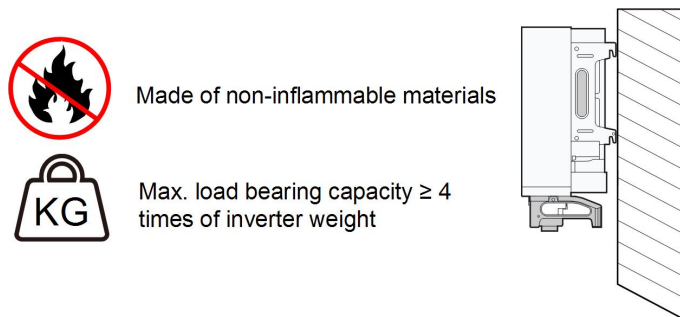 Made of non-inflammable materials
KG
Max. load bearing capacity ≥ 4
times of inverter weight